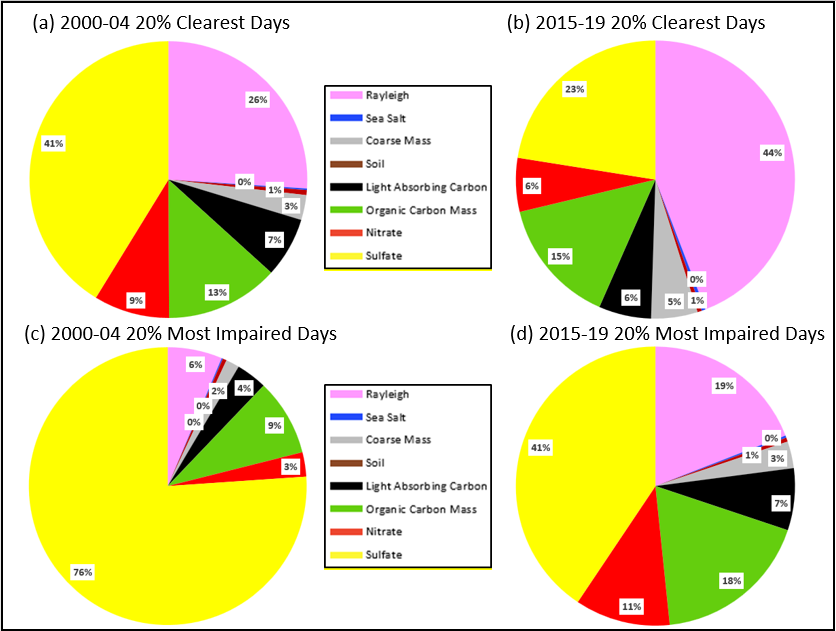 (a) 2000-04 20% Clearest Days
(b) 2015-19 20% Clearest Days
26%
0%
1%
3%
7%
13%
9%
41%
Rayleigh
Sea Salt
Coarse Mass
Soil
Light Absorbing Carbon
Organic Carbon Mass
Nitrate
Sulfate
44%
0%
1%
5%
6%
15%
6%
23%
(c) 2000-04 20% Most Impaired Days
(d) 2015-19 20% Most Impaired Days
6%
0%
0%
2%
4%
9%
3%
76%
Rayleigh
Sea Salt
Coarse Mass
Soil
Light Absorbing Carbon
Organic Carbon Mass
Nitrate
Sulfate
19%
0%
1%
3%
7%
18%
11%
41%